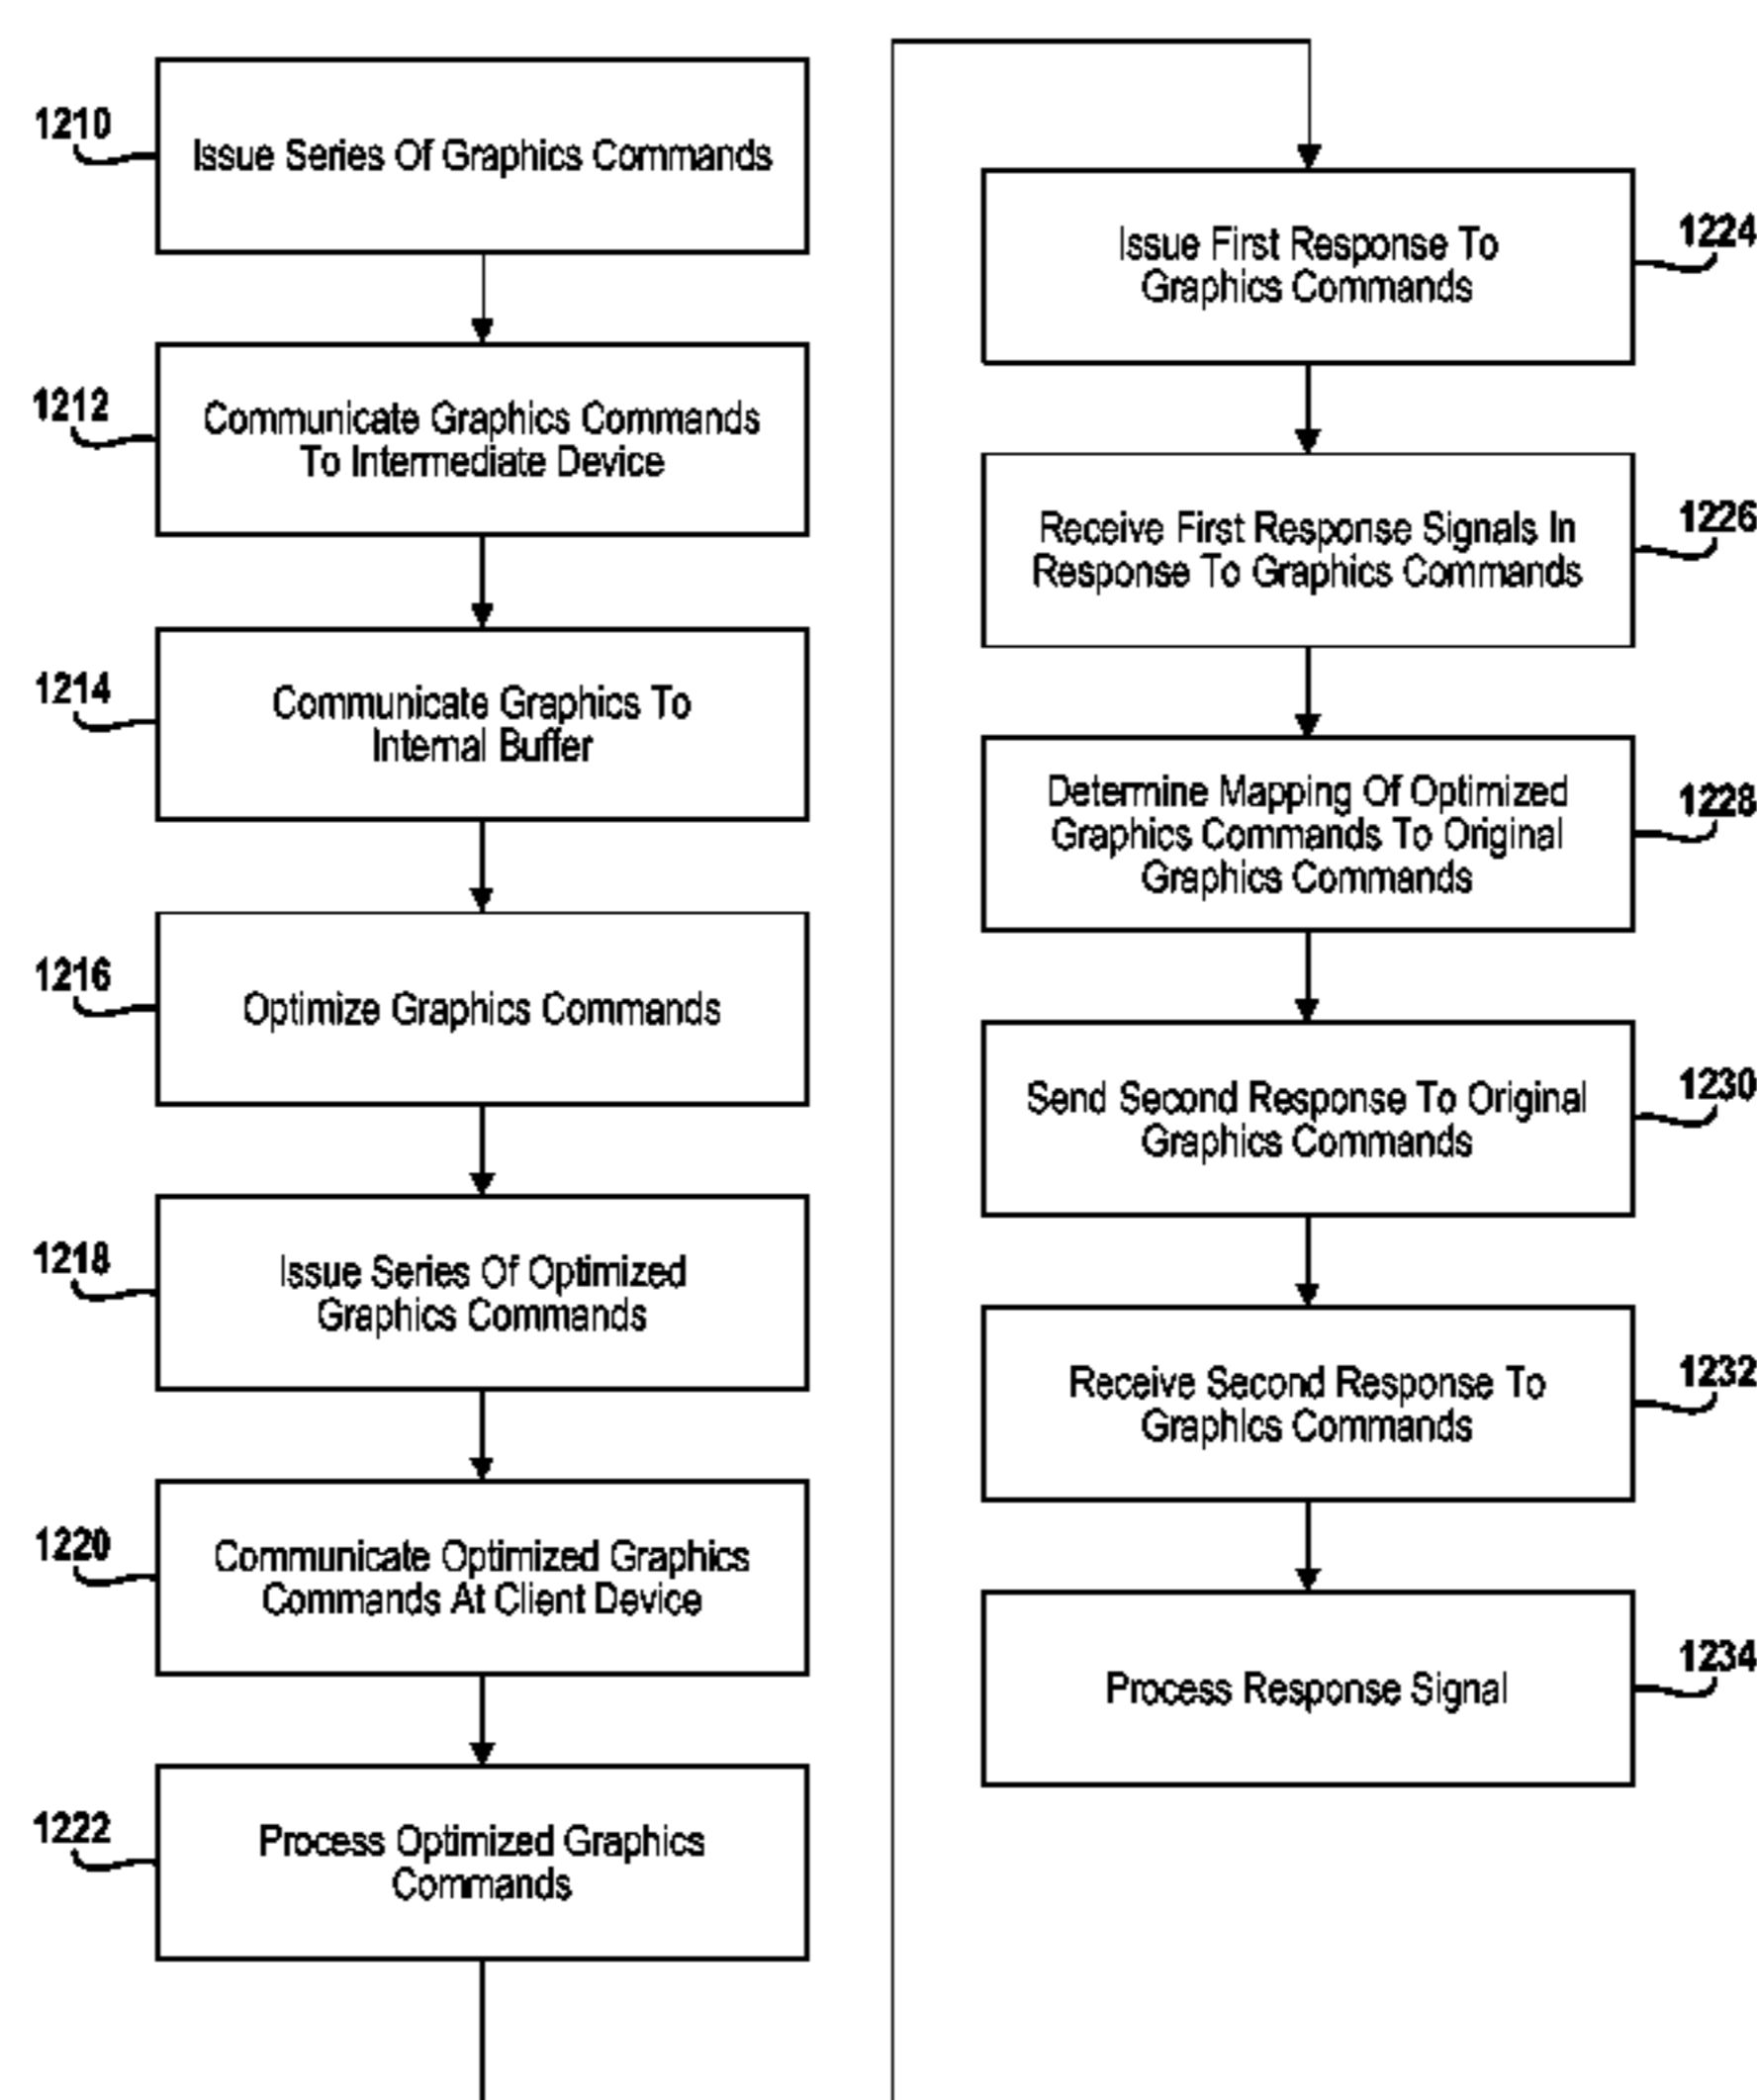 1210
Issue Series Of Graphics Commands
1212
Communicate Graphics Commands
To Intermediate Device
1214
Communicate Graphics To
Internal Buffer
1216
Optimize Graphics Commands
1218
Issue Series Of Optimized
Graphics Commands
1220
Communicate Optimized Graphics
Commands At Client Device
1222
Process Optimized Graphics
Commands
1224
Issue First Response To
Graphics Commands
1226
Receive First Response Signals In
Response To Graphics Commands
1228
Determine Mapping Of Optimized
Graphics Commands To Original
Graphics Commands
1230
Send Second Response To Original
Graphics Commands
1232
Receive Second Response To
Graphics Commands
1234
Process Response Signal